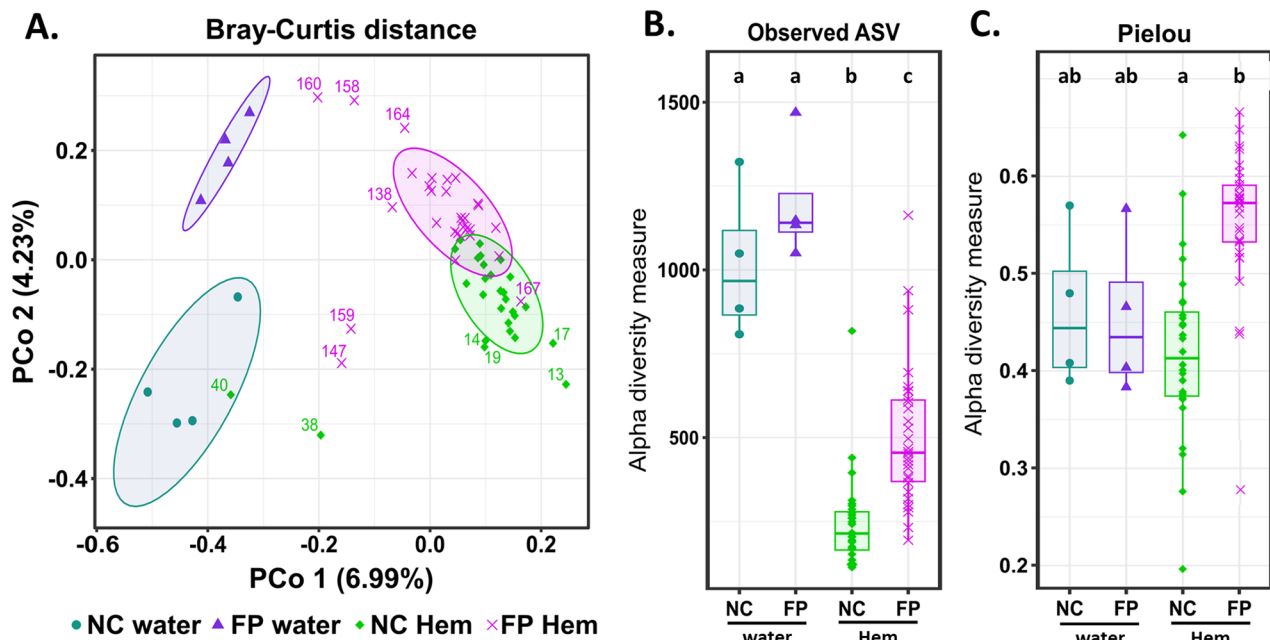 A.
Bray-Curtis distance
PCo 2 (4.23%)
0.2
0.0
-0.2
-0.4
160
158
164
138
167
159
147
14
19
17
13
40
38
-0.6
-0.4
-0.2
0.0
0.2
PCo 1 (6.99%)
NC water FP water NC Hem FP Hem
B.
Observed ASV
Alpha diversity measure
1500
1000
500
a a b c
NC FP NC FP
water Hem
C.
Pielou
Alpha diversity measure
0.6
0.5
0.4
0.3
0.2
ab ab a b
NC FP NC FP
water Hem